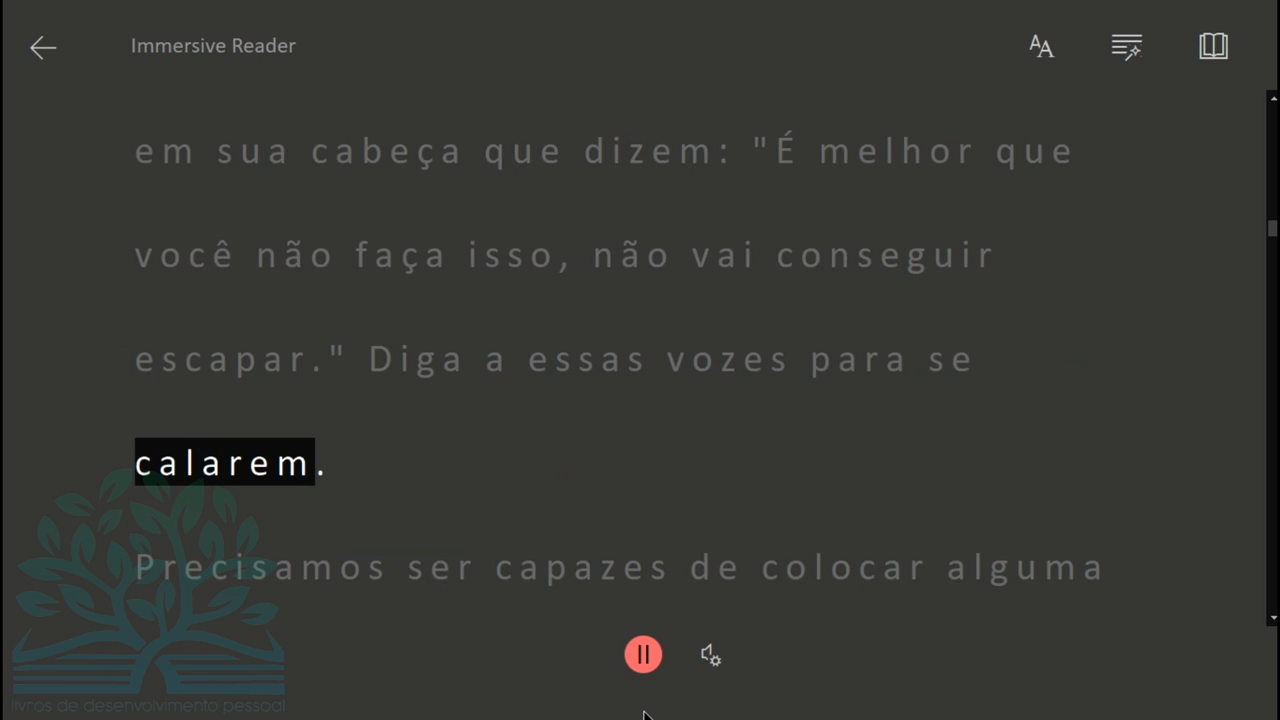 Immersive Reader
em sua cabeça que dizem: "É melhor que
você não faça isso, não vai conseguir
escapar." Diga a essas vozes para se
calarem.
Precisamos ser capazes de colocar alguma
livros de desenvolvimento pessoal